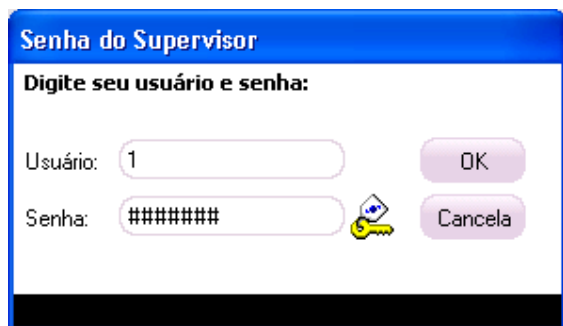 Senha do Supervisor
Digite seu usuário e senha:
Usuário: 1 OK
Senha: ####### Cancela